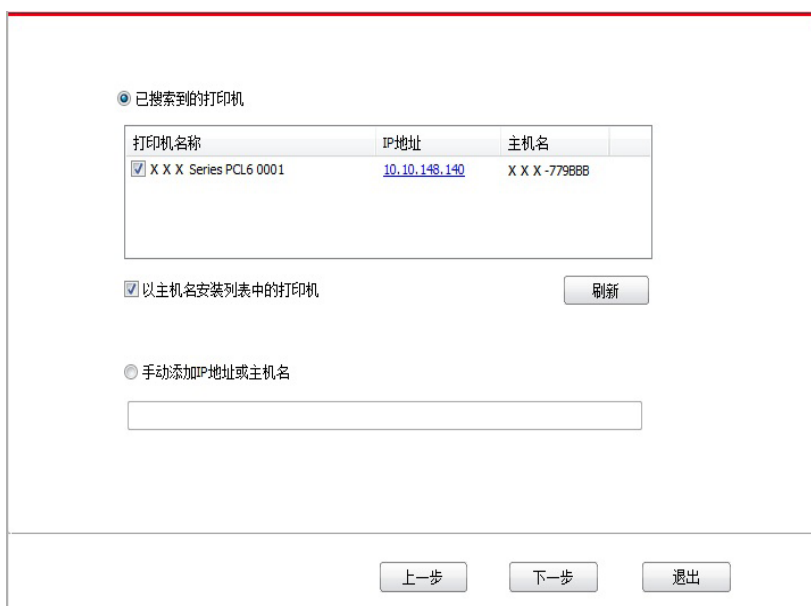 已搜索到的打印机
打印机名称 IP地址 主机名
X X X Series PCL6 0001 10.10.148.140 X X X -779BBB
以主机名安装列表中的打印机 刷新
手动添加IP地址或主机名
上一步 下一步 退出